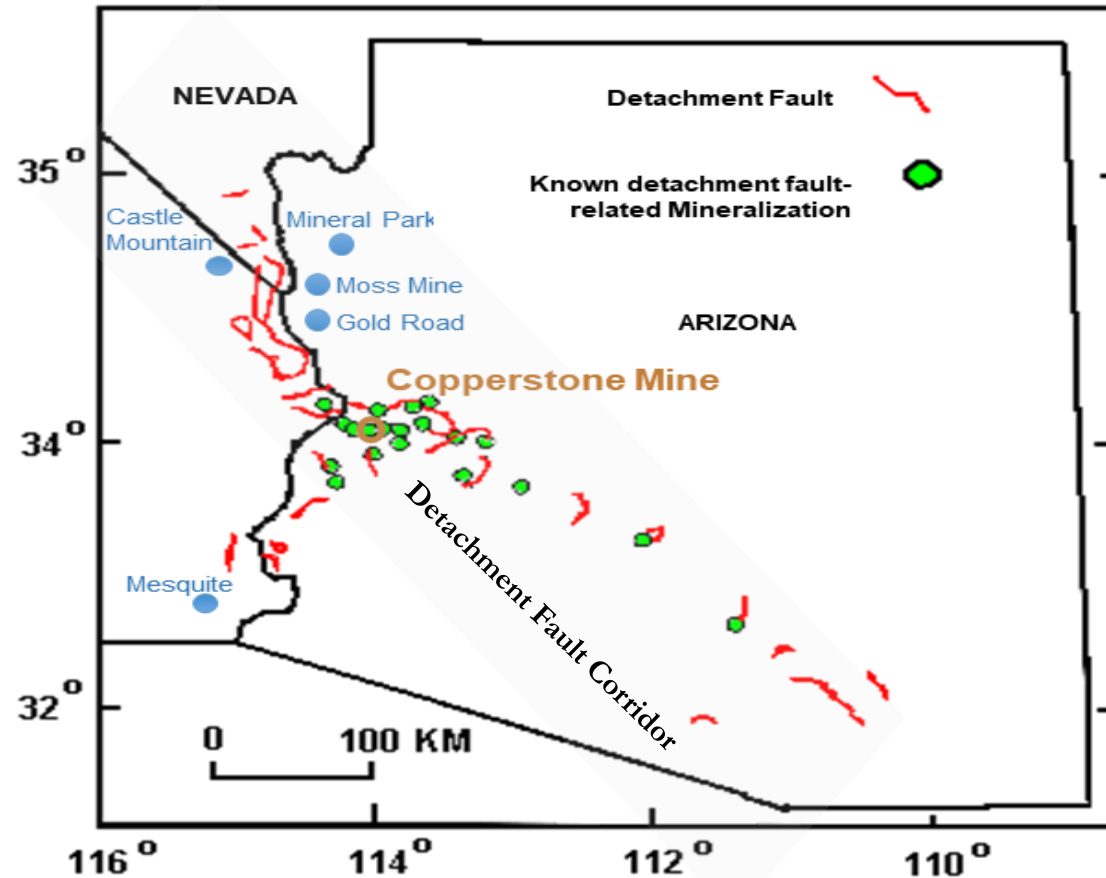 NEVADA
Detachment Fault
35 o
Known detachment fault-
related Mineralization
Castle
Mountain
Mineral Park
Moss Mine
Gold Road
ARIZONA
Copperstone Mine
34 o
Detachment Fault Corridor
Mesquite
32 o
0 100 KM
116 o 114 o 112 o 110 o